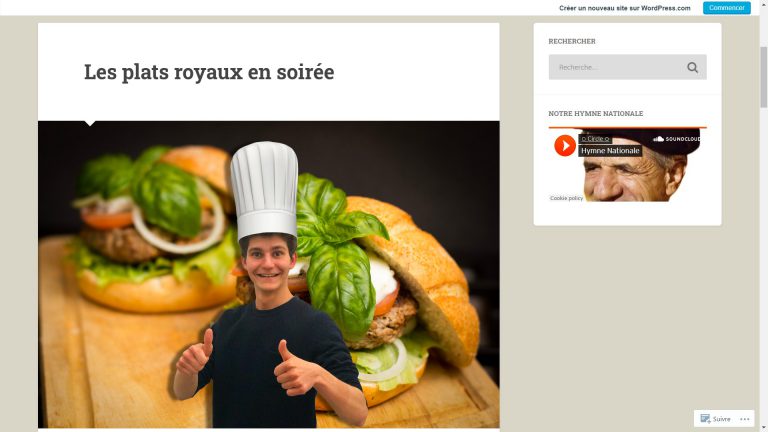 Créer un nouveau site sur WordPress.com
Commencer
Les plats royaux en soirée
RECHERCHER
Recherche…
NOTRE HYMNE NATIONALE
o Circle o
SOUNDCLOUD
Hymne Nationale
Cookie policy
Suivre